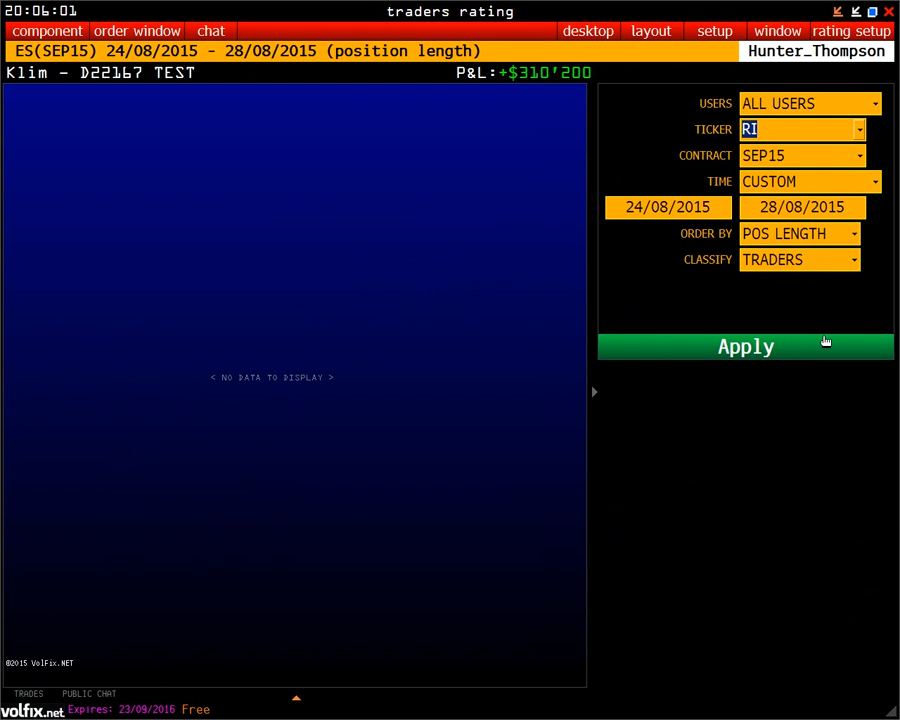 20:06:01
traders rating
component order window chat desktop layout setup window rating setup
ES(SEP15) 24/08/2015 - 28/08/2015 (position length)
Hunter_Thompson
Klim - D22167 TEST
P&L:+$310'200
USERS ALL USERS
TICKER RI
CONTRACT SEP15
TIME CUSTOM
24/08/2015 28/08/2015
ORDER BY POS LENGTH
CLASSIFY TRADERS
Apply
< NO DATA TO DISPLAY >
©2015 VolFix.NET
TRADES PUBLIC CHAT
volfix.net Expires: 23/09/2016 Free